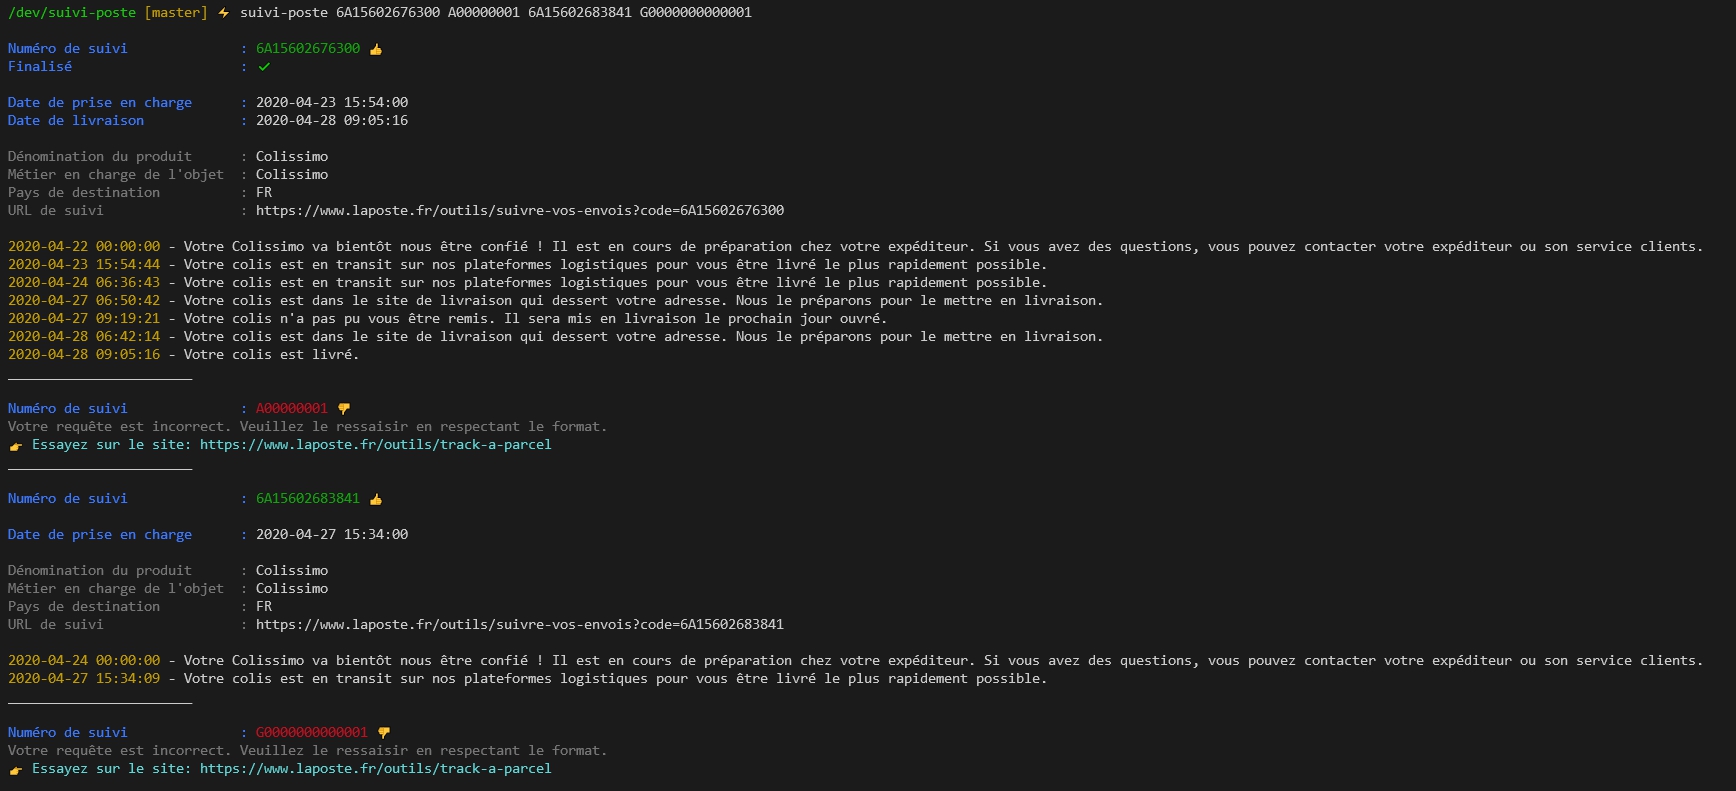 /dev/suivi-poste [master] ⚡ suivi-poste 6A15602676300 A00000001 6A15602683841 G0000000000001
Numéro de suivi : 6A15602676300 👍
Finalisé : ✓
Date de prise en charge : 2020-04-23 15:54:00
Date de livraison : 2020-04-28 09:05:16
Dénomination du produit : Colissimo
Métier en charge de l'objet : Colissimo
Pays de destination : FR
URL de suivi : https://www.laposte.fr/outils/suivre-vos-envois?code=6A15602676300
2020-04-22 00:00:00 - Votre Colissimo va bientôt nous être confié ! Il est en cours de préparation chez votre expéditeur. Si vous avez des questions, vous pouvez contacter votre expéditeur ou son service clients.
2020-04-23 15:54:44 - Votre colis est en transit sur nos plateformes logistiques pour vous être livré le plus rapidement possible.
2020-04-24 06:36:43 - Votre colis est en transit sur nos plateformes logistiques pour vous être livré le plus rapidement possible.
2020-04-27 06:50:42 - Votre colis est dans le site de livraison qui dessert votre adresse. Nous le préparons pour le mettre en livraison.
2020-04-27 09:19:21 - Votre colis n'a pas pu vous être remis. Il sera mis en livraison le prochain jour ouvré.
2020-04-28 06:42:14 - Votre colis est dans le site de livraison qui dessert votre adresse. Nous le préparons pour le mettre en livraison.
2020-04-28 09:05:16 - Votre colis est livré.
_______________________
Numéro de suivi : A00000001 👎
Votre requête est incorrect. Veuillez le ressaisir en respectant le format.
👉 Essayez sur le site: https://www.laposte.fr/outils/track-a-parcel
_______________________
Numéro de suivi : 6A15602683841 👍
Date de prise en charge : 2020-04-27 15:34:00
Dénomination du produit : Colissimo
Métier en charge de l'objet : Colissimo
Pays de destination : FR
URL de suivi : https://www.laposte.fr/outils/suivre-vos-envois?code=6A15602683841
2020-04-24 00:00:00 - Votre Colissimo va bientôt nous être confié ! Il est en cours de préparation chez votre expéditeur. Si vous avez des questions, vous pouvez contacter votre expéditeur ou son service clients.
2020-04-27 15:34:09 - Votre colis est en transit sur nos plateformes logistiques pour vous être livré le plus rapidement possible.
_______________________
Numéro de suivi : G0000000000001 👎
Votre requête est incorrect. Veuillez le ressaisir en respectant le format.
👉 Essayez sur le site: https://www.laposte.fr/outils/track-a-parcel